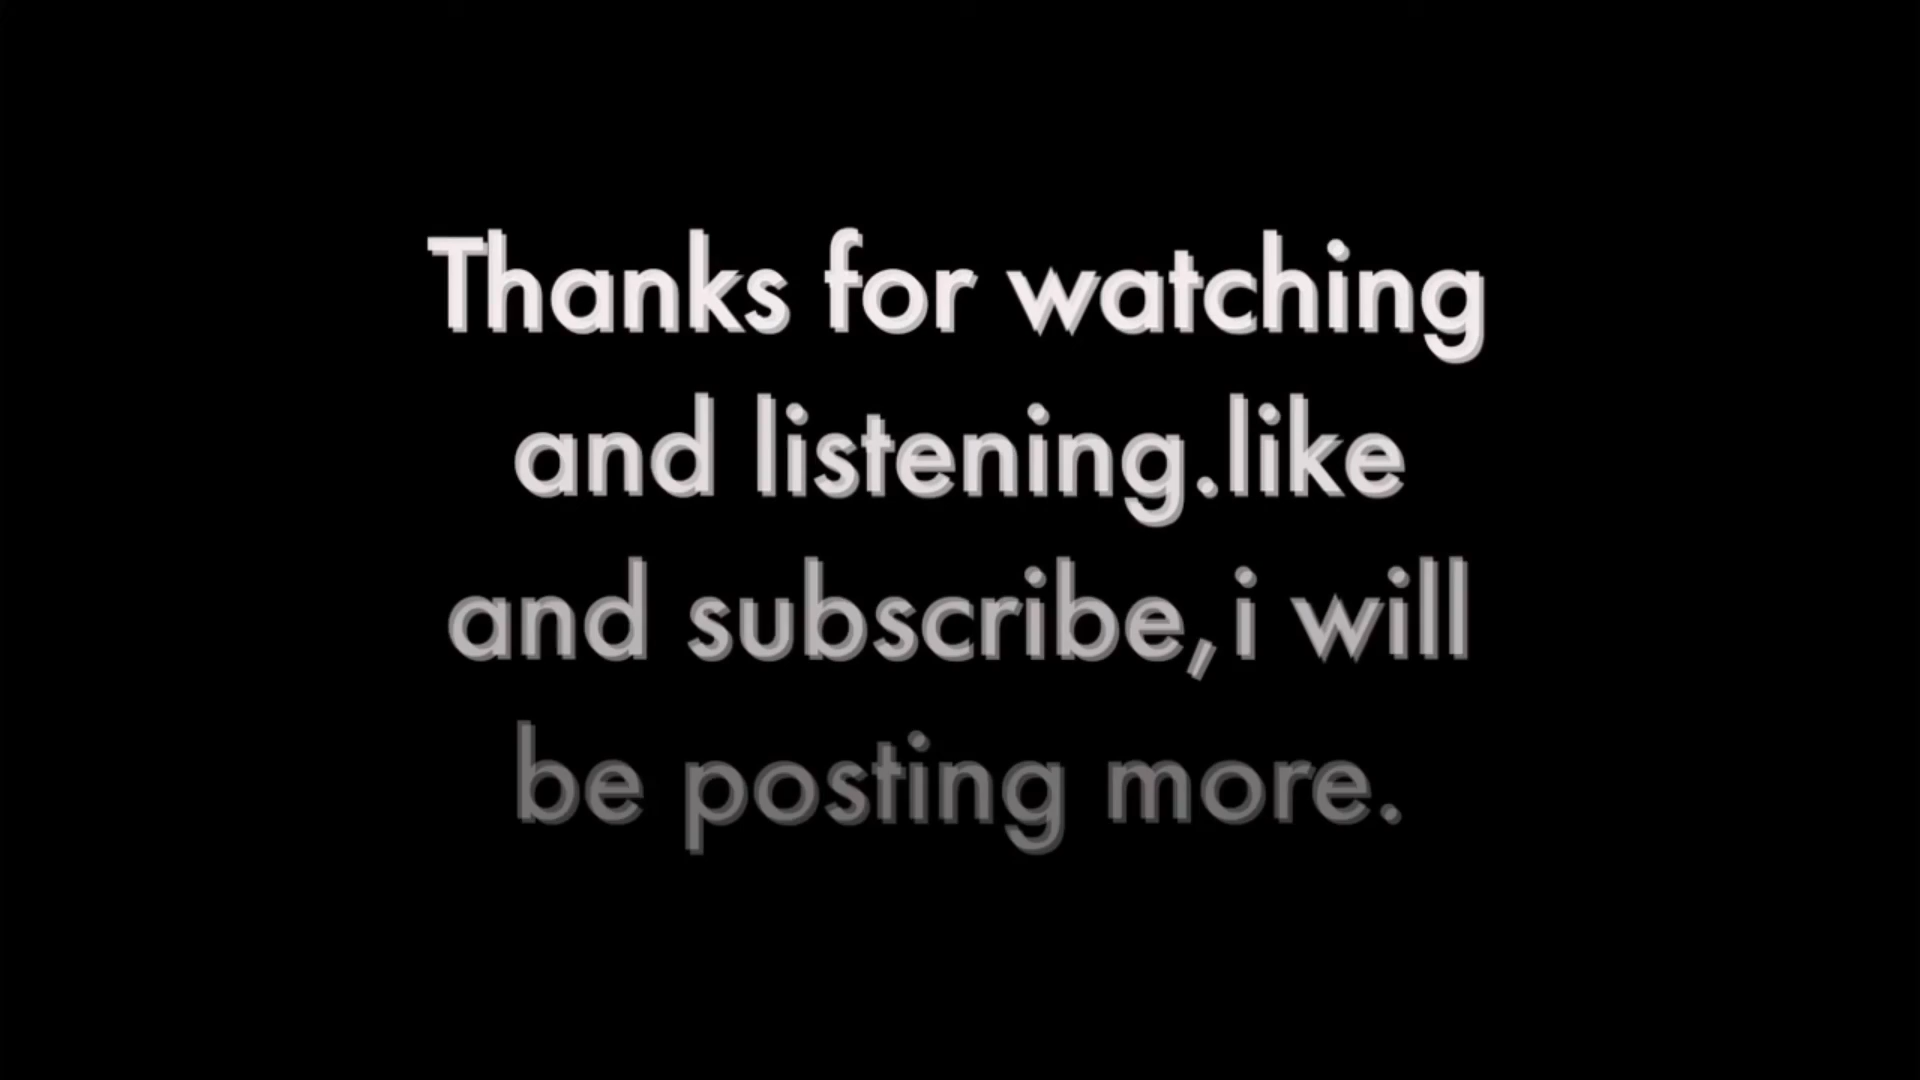 Thanks for watching
and listening.like
and subscribe,i will
be posting more.